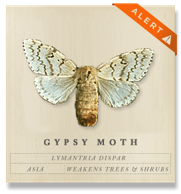 ALERT
GYPSY MOTH
LYMANTRIA DISPAR
ASIA WEAKENS TREES & SHRUBS